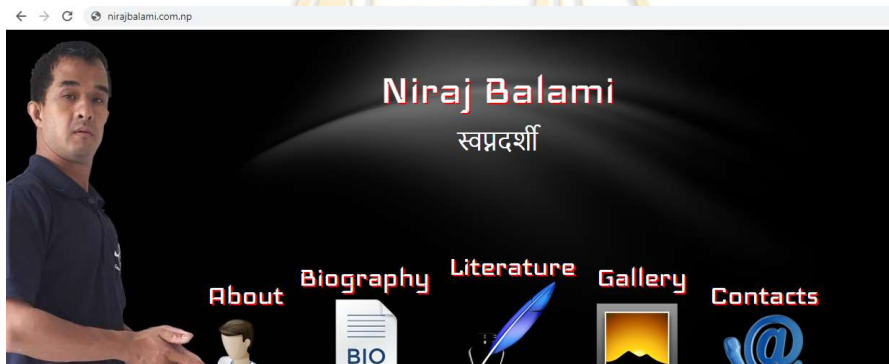 nirajbalami.com.np
Niraj Balami
स्वप्नदर्शी
About Biography Literature Gallery Contacts
BIO
@